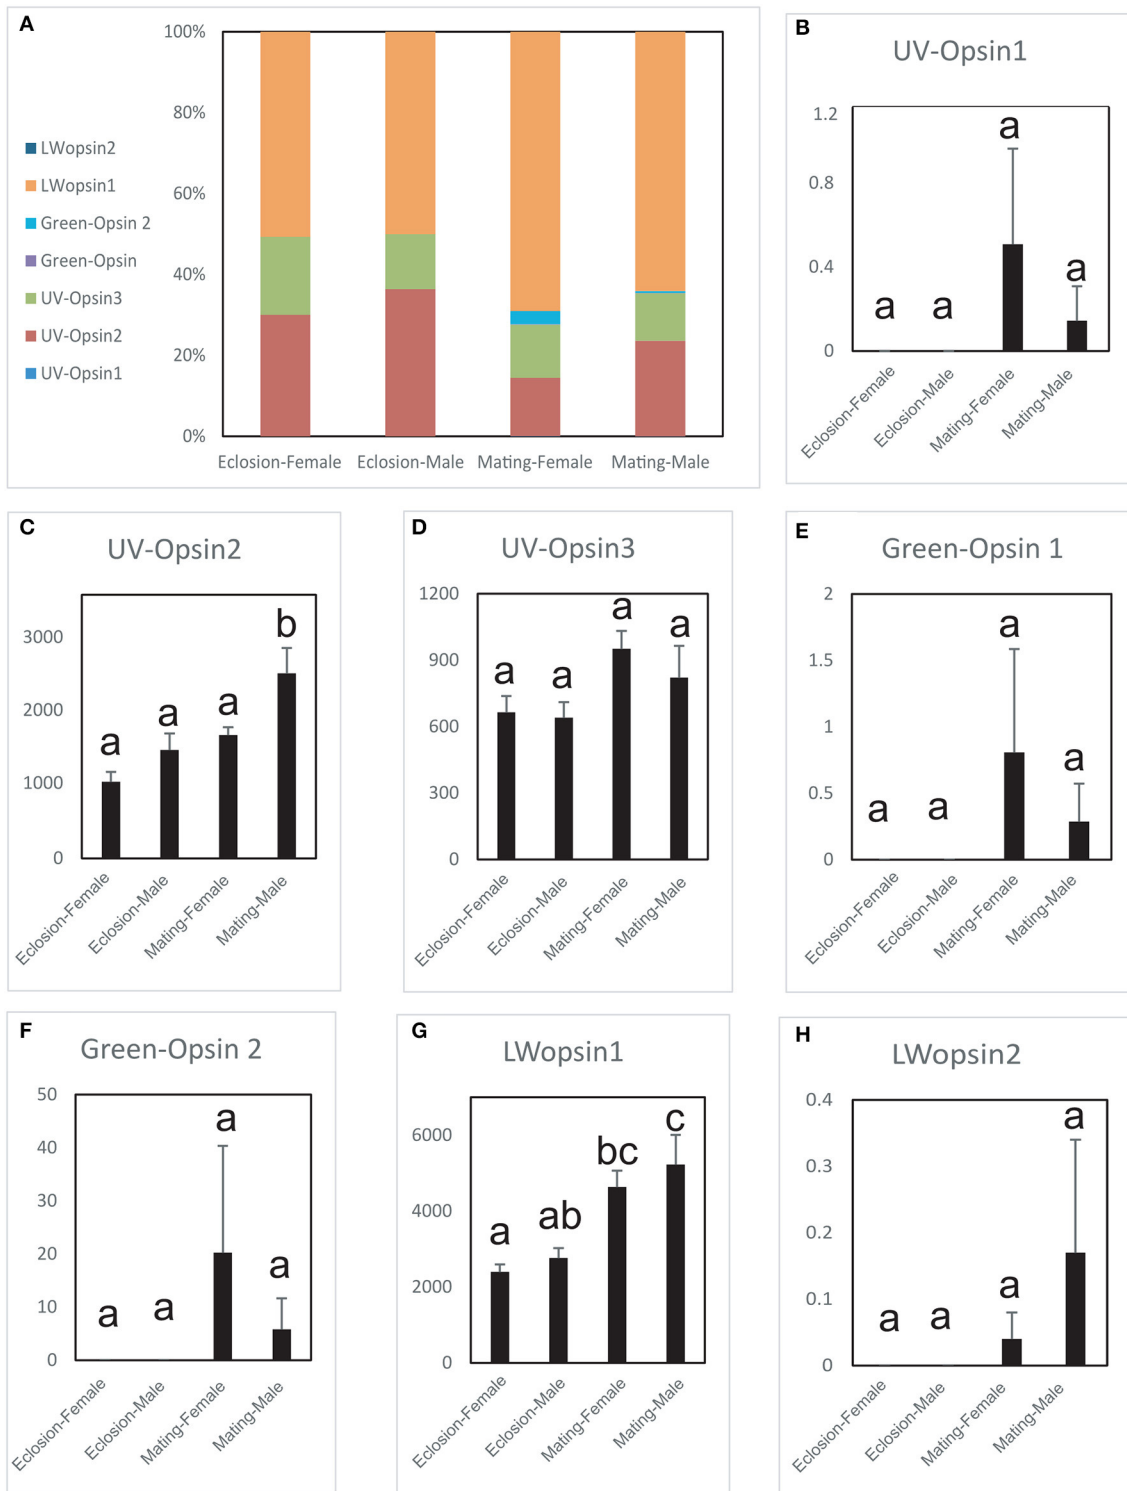 A
100%
80%
60%
40%
20%
0%
LWopsin2
LWopsin1
Green-Opsin 2
Green-Opsin
UV-Opsin3
UV-Opsin2
UV-Opsin1
Eclosion-Female Eclosion-Male Mating-Female Mating-Male
B
UV-Opsin1
1.2
0.8
0.4
0
a a a a
Eclosion-Female Eclosion-Male Mating-Female Mating-Male
C
UV-Opsin2
3000
2000
1000
0
a a a b
Eclosion-Female Eclosion-Male Mating-Female Mating-Male
D
UV-Opsin3
1200
900
600
300
0
a a a a
Eclosion-Female Eclosion-Male Mating-Female Mating-Male
E
Green-Opsin 1
2
1.5
1
0.5
0
a a a a
Eclosion-Female Eclosion-Male Mating-Female Mating-Male
F
Green-Opsin 2
50
40
30
20
10
0
a a a a
Eclosion-Female Eclosion-Male Mating-Female Mating-Male
G
LWopsin1
6000
4000
2000
0
a ab bc c
Eclosion-Female Eclosion-Male Mating-Female Mating-Male
H
LWopsin2
0.4
0.3
0.2
0.1
0
a a a a
Eclosion-Female Eclosion-Male Mating-Female Mating-Male